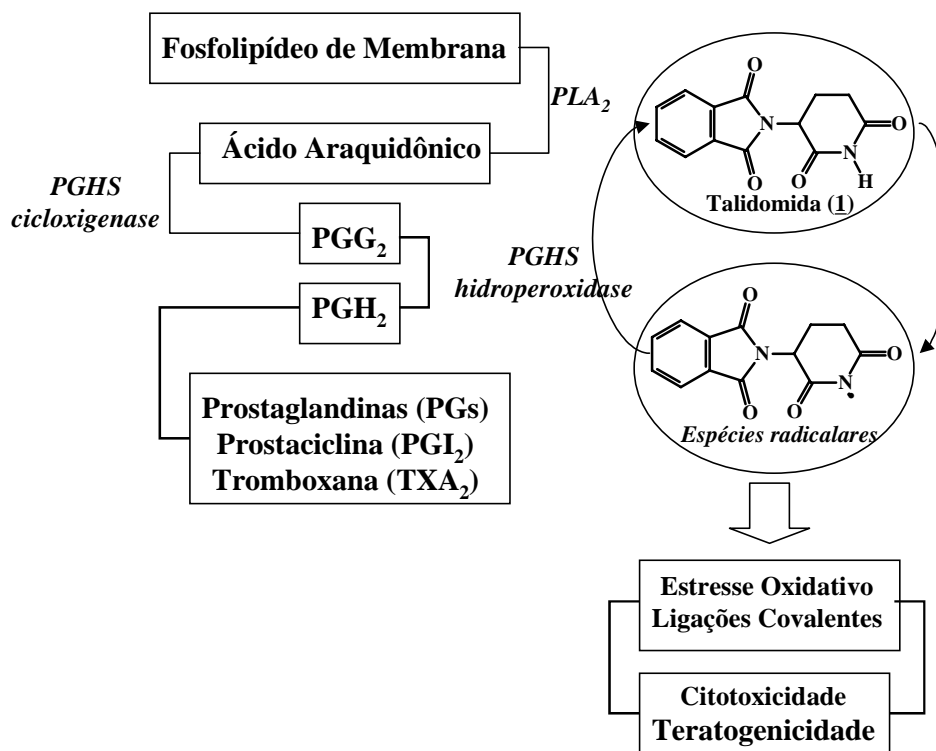 Fosfolipídeo de Membrana
PLA2
Ácido Araquidônico
PGHS
cicloxigenase
PGG2
PGH2
Prostaglandinas (PGs)
Prostaciclina (PGI2)
Tromboxana (TXA2)
O
N
O
O
O
N
H
Talidomida (1)
PGHS
hidroperoxidase
O
N
O
O
O
N
Espécies radicalares
Estresse Oxidativo
Ligações Covalentes
Citotoxicidade
Teratogenicidade